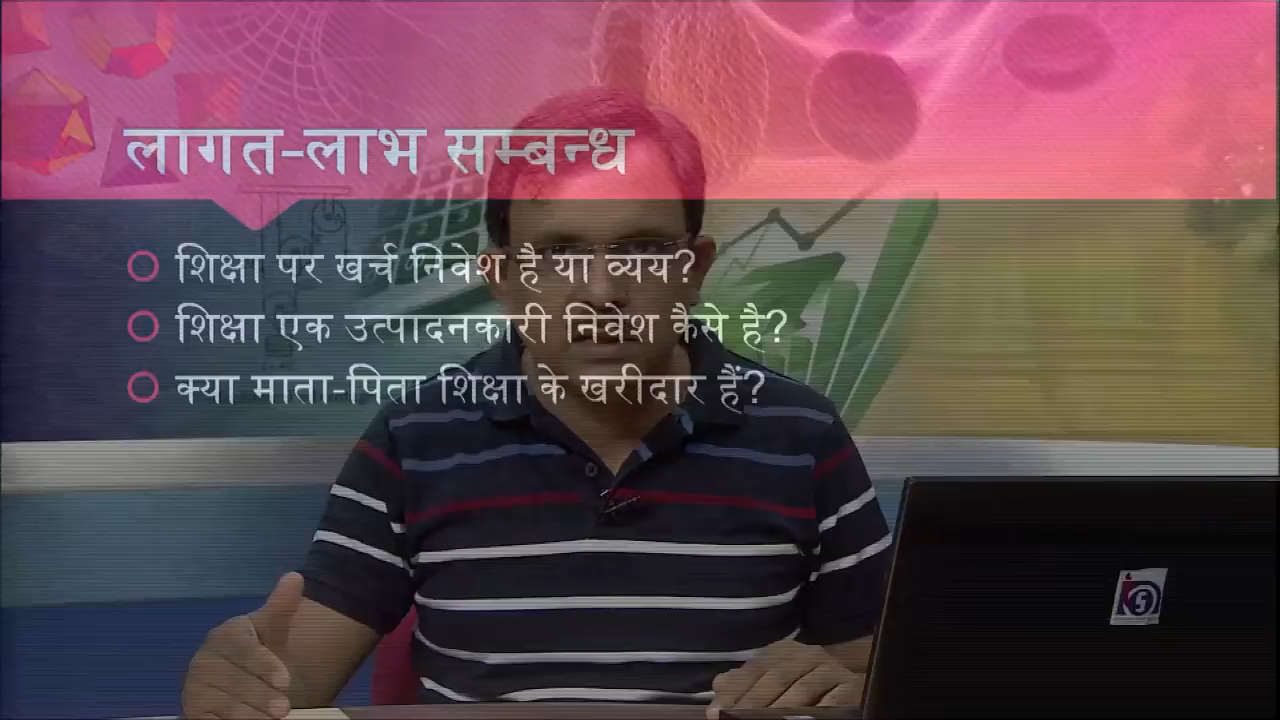 लागत-लाभ सम्बन्ध
शिक्षा पर खर्च निवेश है या व्यय?
शिक्षा एक उत्पादनकारी निवेश कैसे है?
क्या माता-पिता शिक्षा के खरीदार हैं?